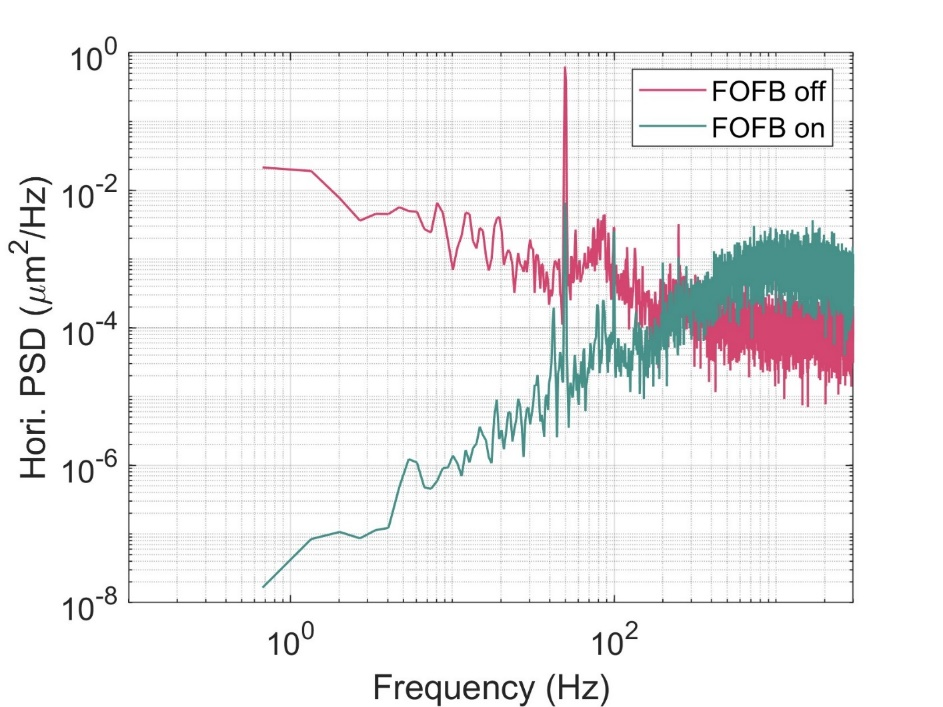 10^0
10^-2
10^-4
10^-6
10^-8
Hori. PSD (μm^2/Hz)
FOFB off
FOFB on
10^0
10^2
Frequency (Hz)